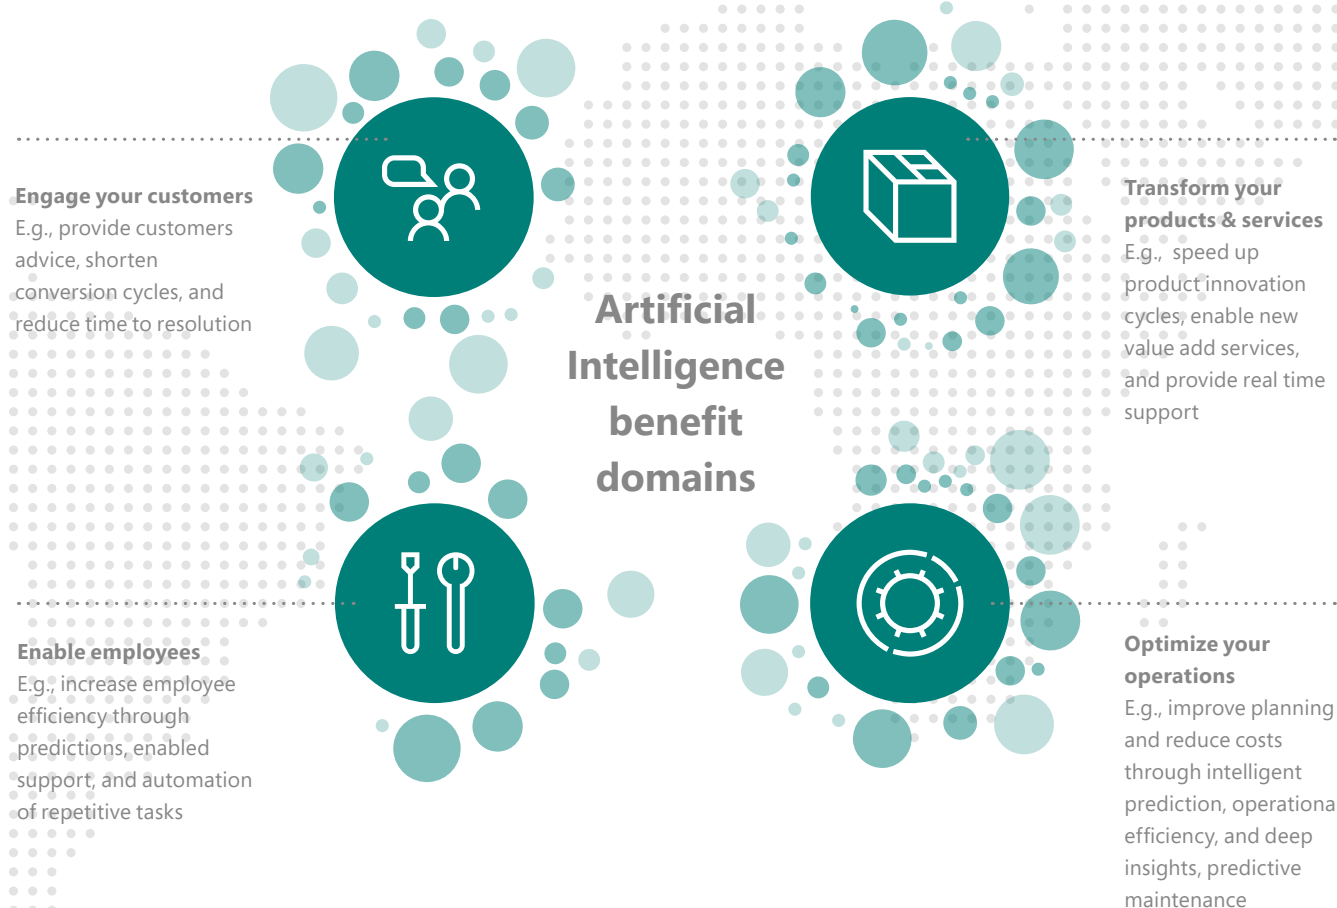 Engage your customers
E.g., provide customers
advice, shorten
conversion cycles, and
reduce time to resolution
Artificial
Intelligence
benefit
domains
Transform your
products & services
E.g.,  speed up
product innovation
cycles, enable new
value add services,
and provide real time
support
Enable employees
E.g., increase employee
efficiency through
predictions, enabled
support, and automation
of repetitive tasks
Optimize your
operations
E.g., improve planning
and reduce costs
through intelligent
prediction, operationa
efficiency, and deep
insights, predictive
maintenance